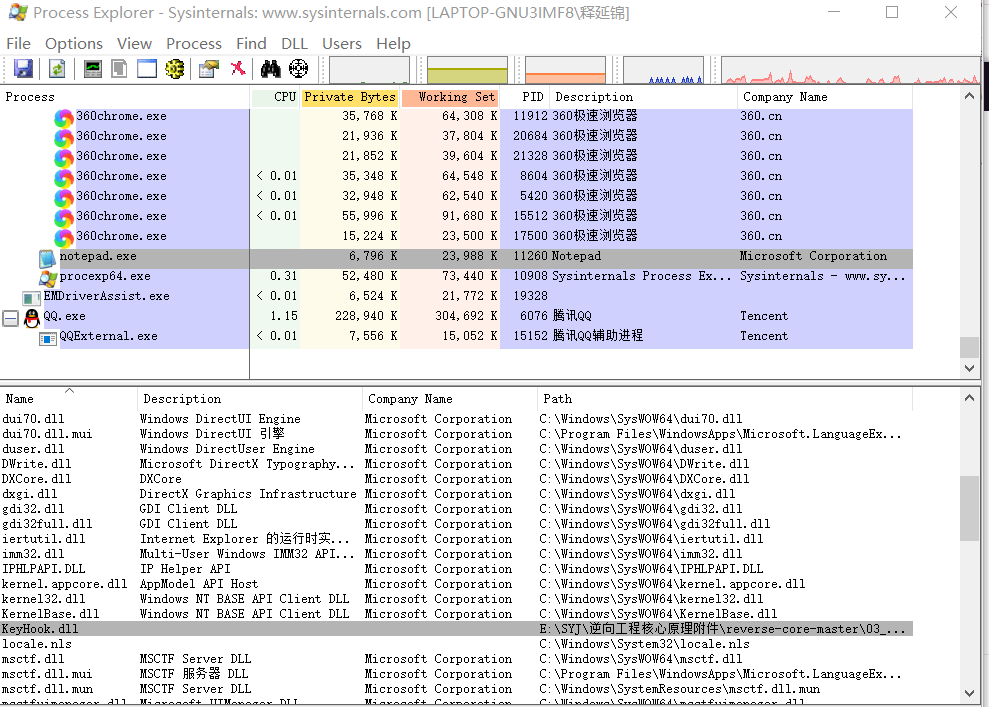 Process Explorer - Sysinternals: www.sysinternals.com [LAPTOP-GNU3IMF8\释延锦]
File Options View Process Find DLL Users Help
Process CPU Private Bytes Working Set PID Description Company Name
360chrome.exe 35,768 K 64,308 K 11912 360极速浏览器 360.cn
360chrome.exe 21,936 K 37,804 K 20684 360极速浏览器 360.cn
360chrome.exe 21,852 K 39,604 K 21328 360极速浏览器 360.cn
360chrome.exe < 0.01 35,348 K 64,548 K 8604 360极速浏览器 360.cn
360chrome.exe < 0.01 32,948 K 62,540 K 5420 360极速浏览器 360.cn
360chrome.exe < 0.01 55,996 K 91,680 K 15512 360极速浏览器 360.cn
360chrome.exe 15,224 K 23,500 K 17500 360极速浏览器 360.cn
notepad.exe 6,796 K 23,988 K 11260 Notepad Microsoft Corporation
procexp64.exe 0.31 52,480 K 73,440 K 10908 Sysinternals Process Ex... Sysinternals - www.sy...
EMDriverAssist.exe < 0.01 6,524 K 21,772 K 19328
QQ.exe 1.15 228,940 K 304,692 K 6076 腾讯QQ Tencent
QQExternal.exe < 0.01 7,556 K 15,052 K 15152 腾讯QQ辅助进程 Tencent
Name Description Company Name Path
dui70.dll Windows DirectUI Engine Microsoft Corporation C:\Windows\SysWOW64\dui70.dll
dui70.dll.mui Windows DirectUI 引擎 Microsoft Corporation C:\Program Files\WindowsApps\Microsoft.LanguageEx...
duser.dll Windows DirectUser Engine Microsoft Corporation C:\Windows\SysWOW64\duser.dll
DWrite.dll Microsoft DirectX Typography... Microsoft Corporation C:\Windows\SysWOW64\DWrite.dll
DXCore.dll DXCore Microsoft Corporation C:\Windows\SysWOW64\DXCore.dll
dxgi.dll DirectX Graphics Infrastructure Microsoft Corporation C:\Windows\SysWOW64\dxgi.dll
gdi32.dll GDI Client DLL Microsoft Corporation C:\Windows\SysWOW64\gdi32.dll
gdi32full.dll GDI Client DLL Microsoft Corporation C:\Windows\SysWOW64\gdi32full.dll
iertutil.dll Internet Explorer 的运行时实... Microsoft Corporation C:\Windows\SysWOW64\iertutil.dll
imm32.dll Multi-User Windows IMM32 API... Microsoft Corporation C:\Windows\SysWOW64\imm32.dll
IPHLPAPI.DLL IP Helper API Microsoft Corporation C:\Windows\SysWOW64\IPHLPAPI.DLL
kernel.appcore.dll AppModel API Host Microsoft Corporation C:\Windows\SysWOW64\kernel.appcore.dll
kernel32.dll Windows NT BASE API Client DLL Microsoft Corporation C:\Windows\SysWOW64\kernel32.dll
KernelBase.dll Windows NT BASE API Client DLL Microsoft Corporation C:\Windows\SysWOW64\KernelBase.dll
KeyHook.dll E:\SYJ\逆向工程核心原理附件\reverse-core-master\03_...
locale.nls C:\Windows\System32\locale.nls
msctf.dll MSCTF Server DLL Microsoft Corporation C:\Windows\SysWOW64\msctf.dll
msctf.dll.mui MSCTF 服务器 DLL Microsoft Corporation C:\Program Files\WindowsApps\Microsoft.LanguageEx...
msctf.dll.mun MSCTF Server DLL Microsoft Corporation C:\Windows\SystemResources\msctf.dll.mun